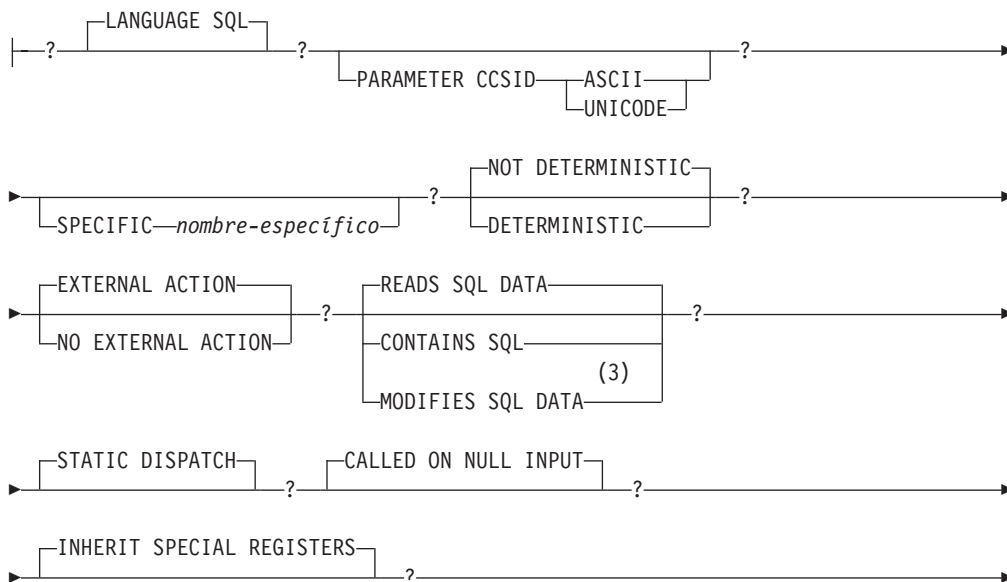 LANGUAGE SQL
? ? ?
PARAMETER CCSID ASCII
UNICODE
NOT DETERMINISTIC
? ?
SPECIFIC nombre-específico DETERMINISTIC
EXTERNAL ACTION READS SQL DATA
? ?
NO EXTERNAL ACTION CONTAINS SQL
(3)
MODIFIES SQL DATA
STATIC DISPATCH CALLED ON NULL INPUT
? ?
INHERIT SPECIAL REGISTERS
?